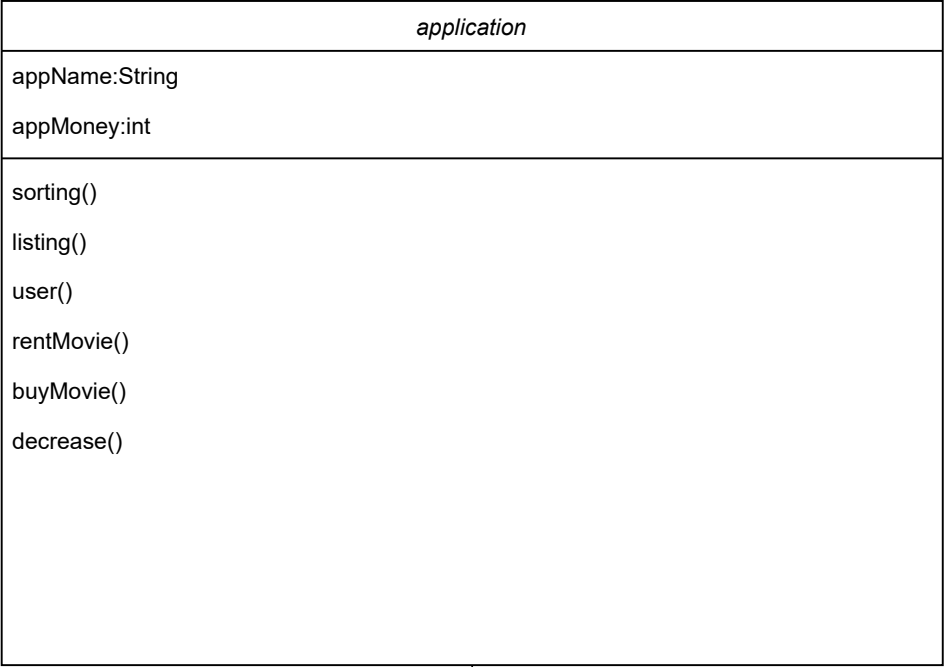 application
appName:String
appMoney:int
sorting()
listing()
user()
rentMovie()
buyMovie()
decrease()